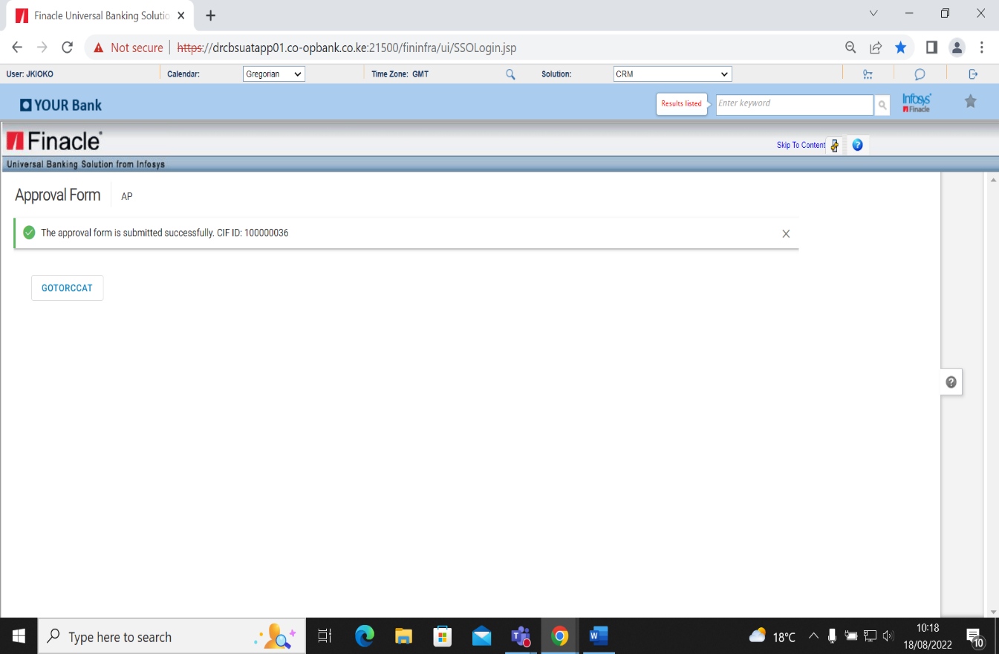 Finacle Universal Banking Solutio
Not secure https://drcbsuatapp01.co-opbank.co.ke:21500/fininfra/ui/SSOLogin.jsp
User: JKIOKO Calendar: Gregorian Time Zone: GMT Solution: CRM
YOUR Bank Results listed Enter keyword Infosys Finacle
Finacle Skip To Content
Universal Banking Solution from Infosys
Approval Form AP
The approval form is submitted successfully. CIF ID: 100000036
GOTORCCAT
Type here to search 18°C 10:18
18/08/2022 10